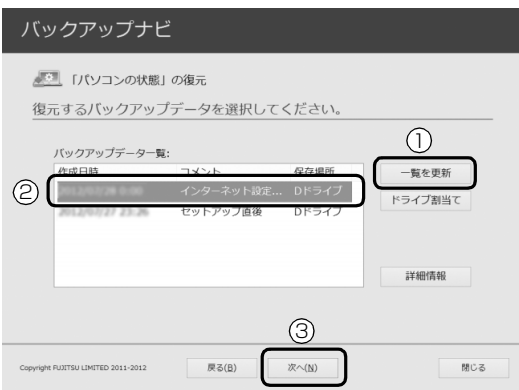 バックアップナビ
「パソコンの状態」の復元
復元するバックアップデータを選択してください。
①
バックアップデータ一覧:
作成日時 コメント 保存場所
一覧を更新
② インターネット設定... Dドライブ
ドライブ割当て
セットアップ直後 Dドライブ
詳細情報
③
Copyright FUJITSU LIMITED 2011-2012 戻る(B) 次へ(N) 閉じる